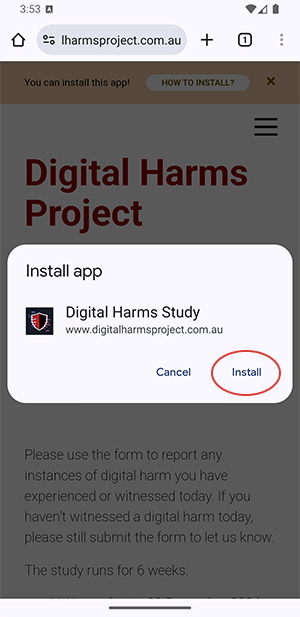 3:53 A
lharmsproject.com.au
1
You can install this app!
HOW TO INSTALL?
×
Digital Harms
Project
Install app
Digital Harms Study
www.digitalharmsproject.com.au
Cancel
Install
Please use the form to report any
instances of digital harm you have
experienced or witnessed today. If you
haven't witnessed a digital harm today,
please still submit the form to let us know.
The study runs for 6 weeks: